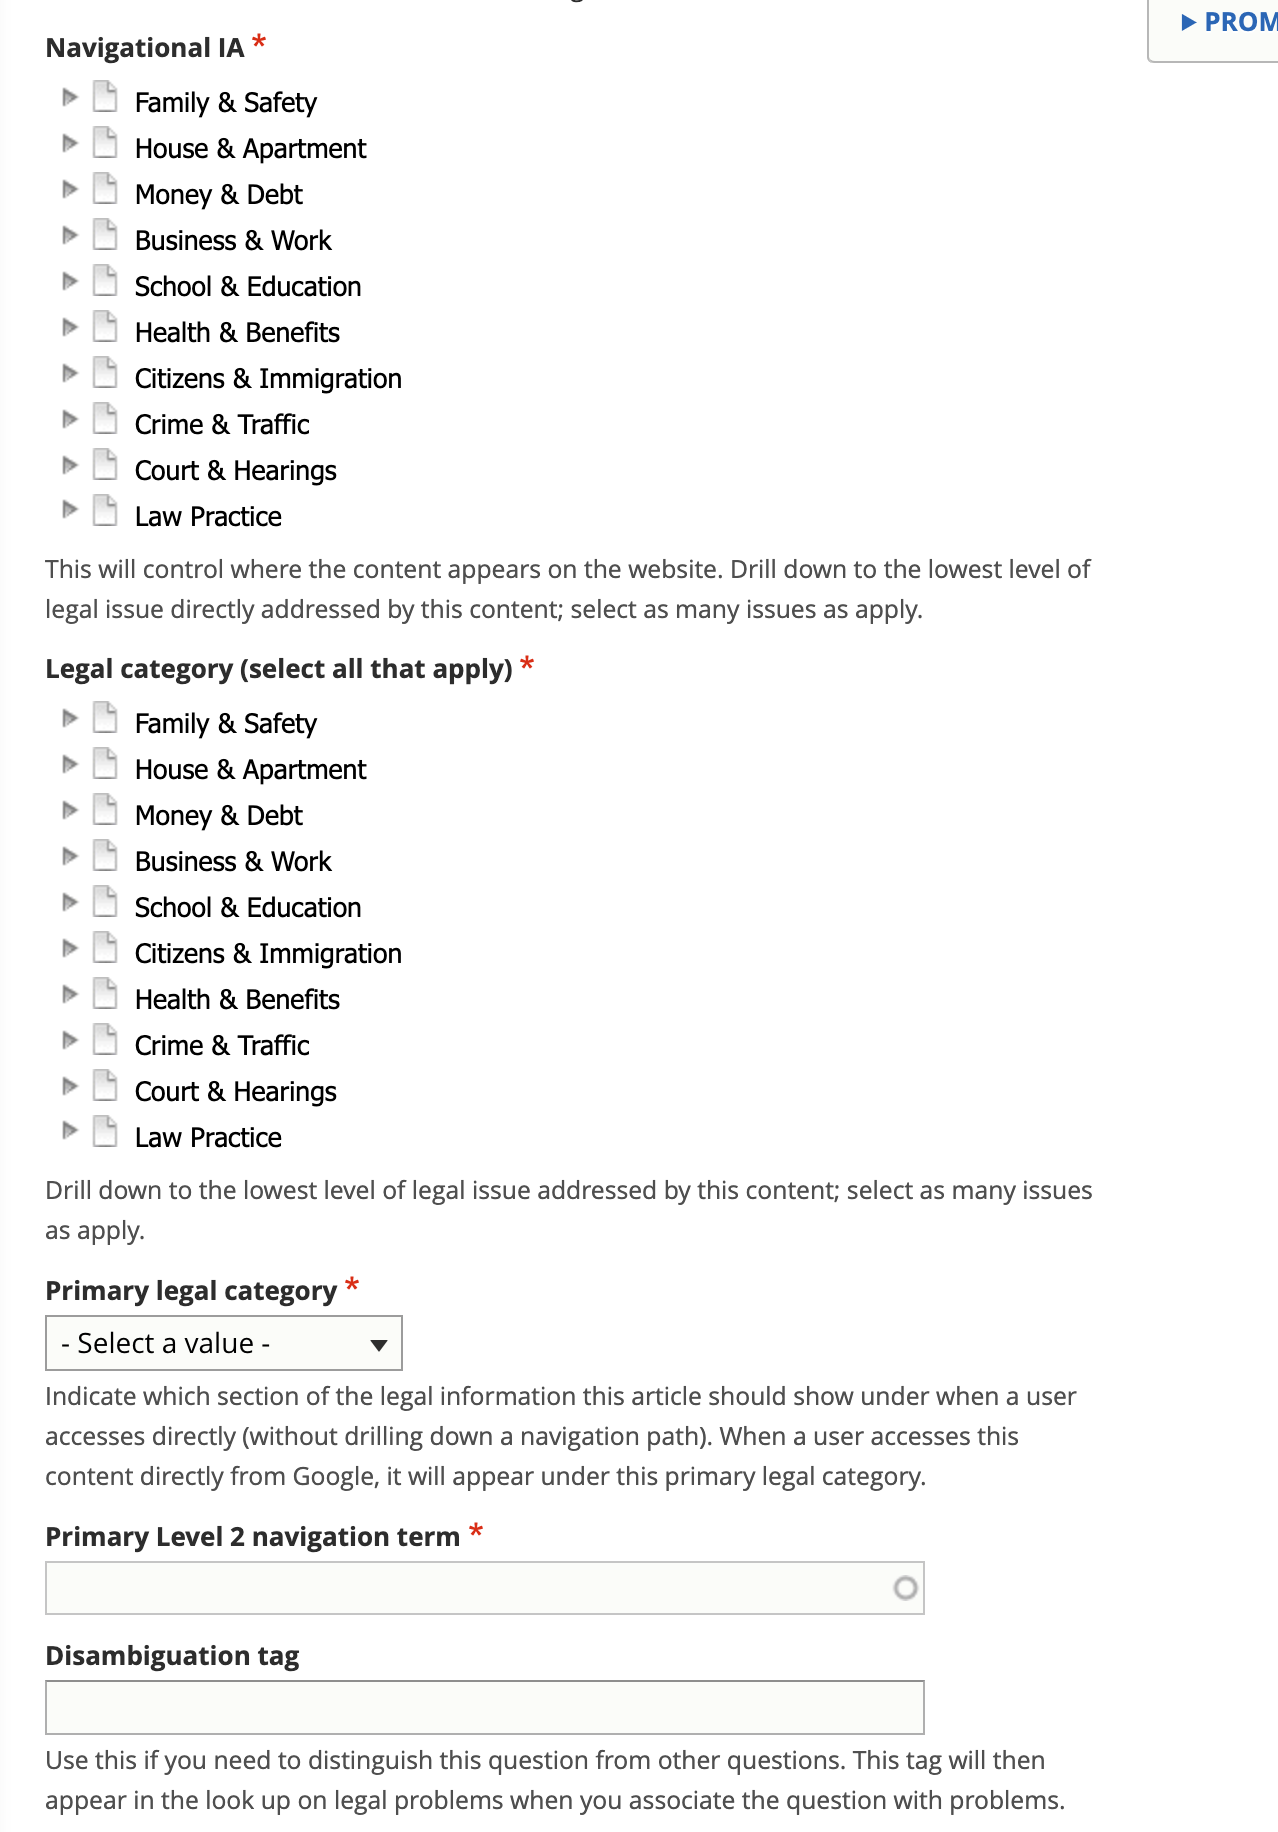 PROM
Navigational IA *
Family & Safety
House & Apartment
Money & Debt
Business & Work
School & Education
Health & Benefits
Citizens & Immigration
Crime & Traffic
Court & Hearings
Law Practice
This will control where the content appears on the website. Drill down to the lowest level of
legal issue directly addressed by this content; select as many issues as apply.
Legal category (select all that apply) *
Family & Safety
House & Apartment
Money & Debt
Business & Work
School & Education
Citizens & Immigration
Health & Benefits
Crime & Traffic
Court & Hearings
Law Practice
Drill down to the lowest level of legal issue addressed by this content; select as many issues
as apply.
Primary legal category *
- Select a value -
Indicate which section of the legal information this article should show under when a user
accesses directly (without drilling down a navigation path). When a user accesses this
content directly from Google, it will appear under this primary legal category.
Primary Level 2 navigation term *
Disambiguation tag
Use this if you need to distinguish this question from other questions. This tag will then
appear in the look up on legal problems when you associate the question with problems.